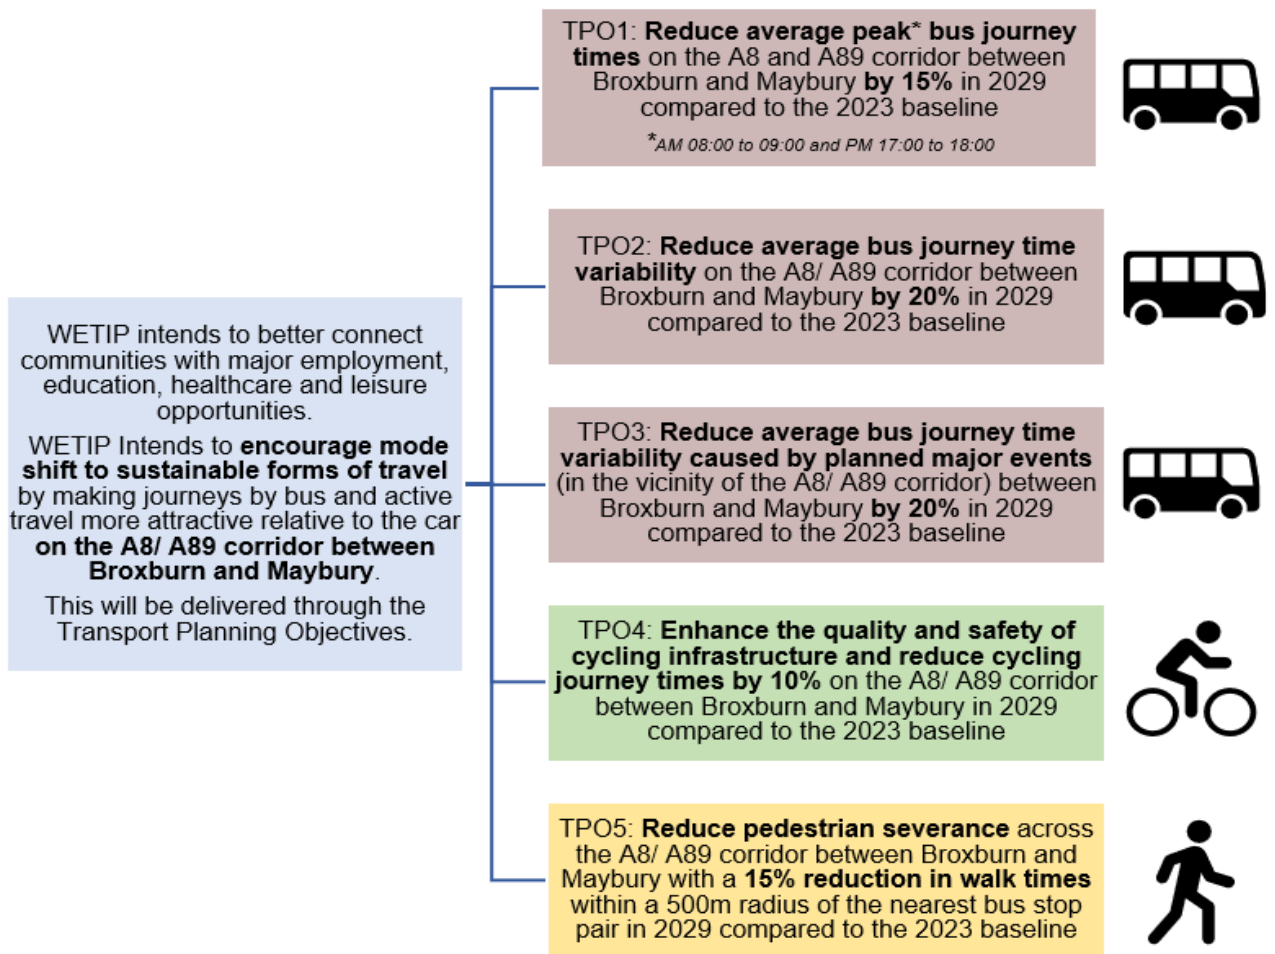 WETIP intends to better connect
communities with major employment,
education, healthcare and leisure
opportunities.
WETIP Intends to encourage mode
shift to sustainable forms of travel
by making journeys by bus and active
travel more attractive relative to the car
on the A8/ A89 corridor between
Broxburn and Maybury.
This will be delivered through the
Transport Planning Objectives.
TPO1: Reduce average peak* bus journey
times on the A8 and A89 corridor between
Broxburn and Maybury by 15% in 2029
compared to the 2023 baseline
*AM 08:00 to 09:00 and PM 17:00 to 18:00
TPO2: Reduce average bus journey time
variability on the A8/ A89 corridor between
Broxburn and Maybury by 20% in 2029
compared to the 2023 baseline
TPO3: Reduce average bus journey time
variability caused by planned major events
(in the vicinity of the A8/ A89 corridor) between
Broxburn and Maybury by 20% in 2029
compared to the 2023 baseline
TPO4: Enhance the quality and safety of
cycling infrastructure and reduce cycling
journey times by 10% on the A8/ A89 corridor
between Broxburn and Maybury in 2029
compared to the 2023 baseline
TPO5: Reduce pedestrian severance across
the A8/ A89 corridor between Broxburn and
Maybury with a 15% reduction in walk times
within a 500m radius of the nearest bus stop
pair in 2029 compared to the 2023 baseline